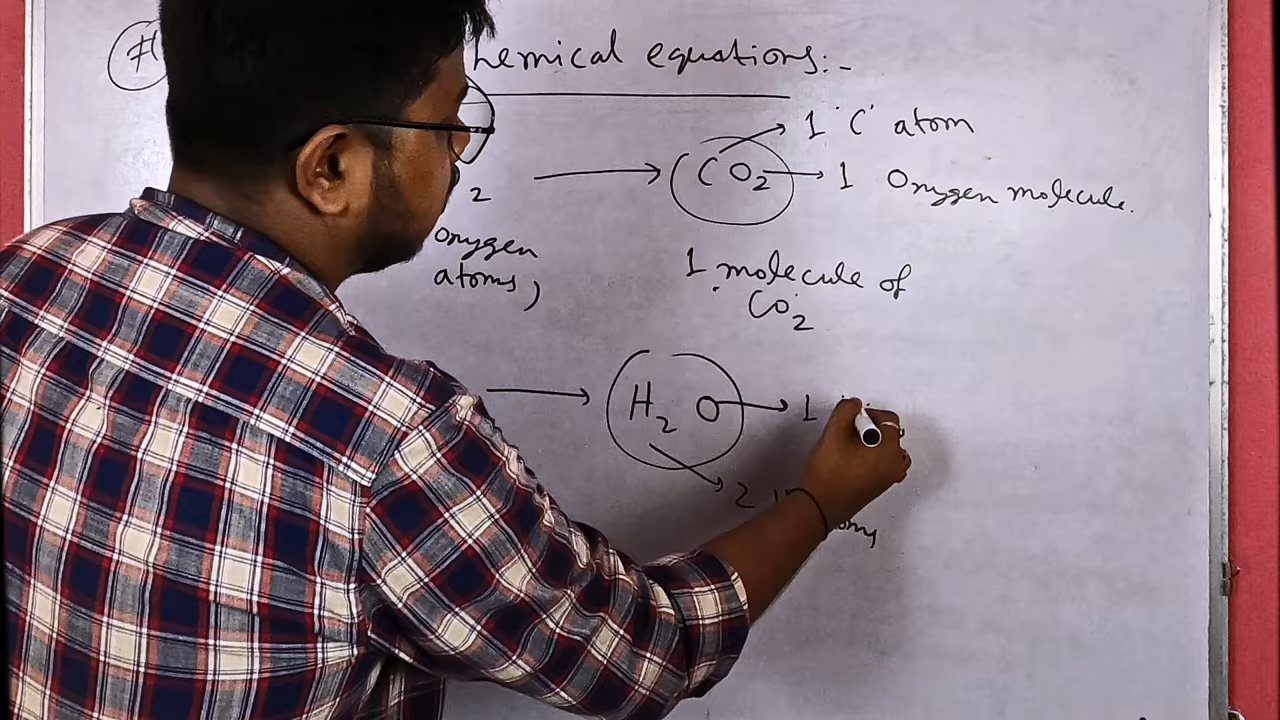 # hemical equations:-
1 'C' atom
2 → CO2 → 1 Oxygen molecule.
oxygen
atoms)
1 molecule of
CO2
→ H2O → 1
2